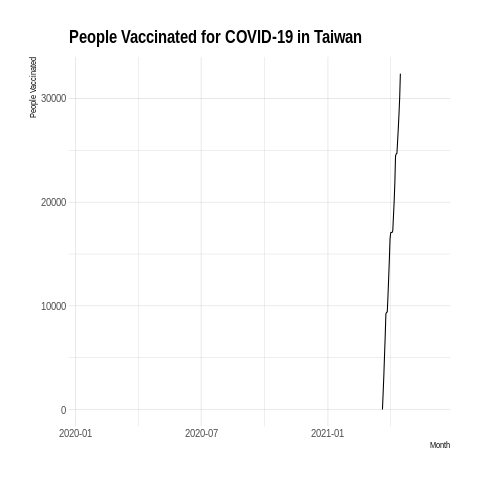 People Vaccinated for COVID-19 in Taiwan
People Vaccinated
30000
20000
10000
0
2020-01 2020-07 2021-01
Month